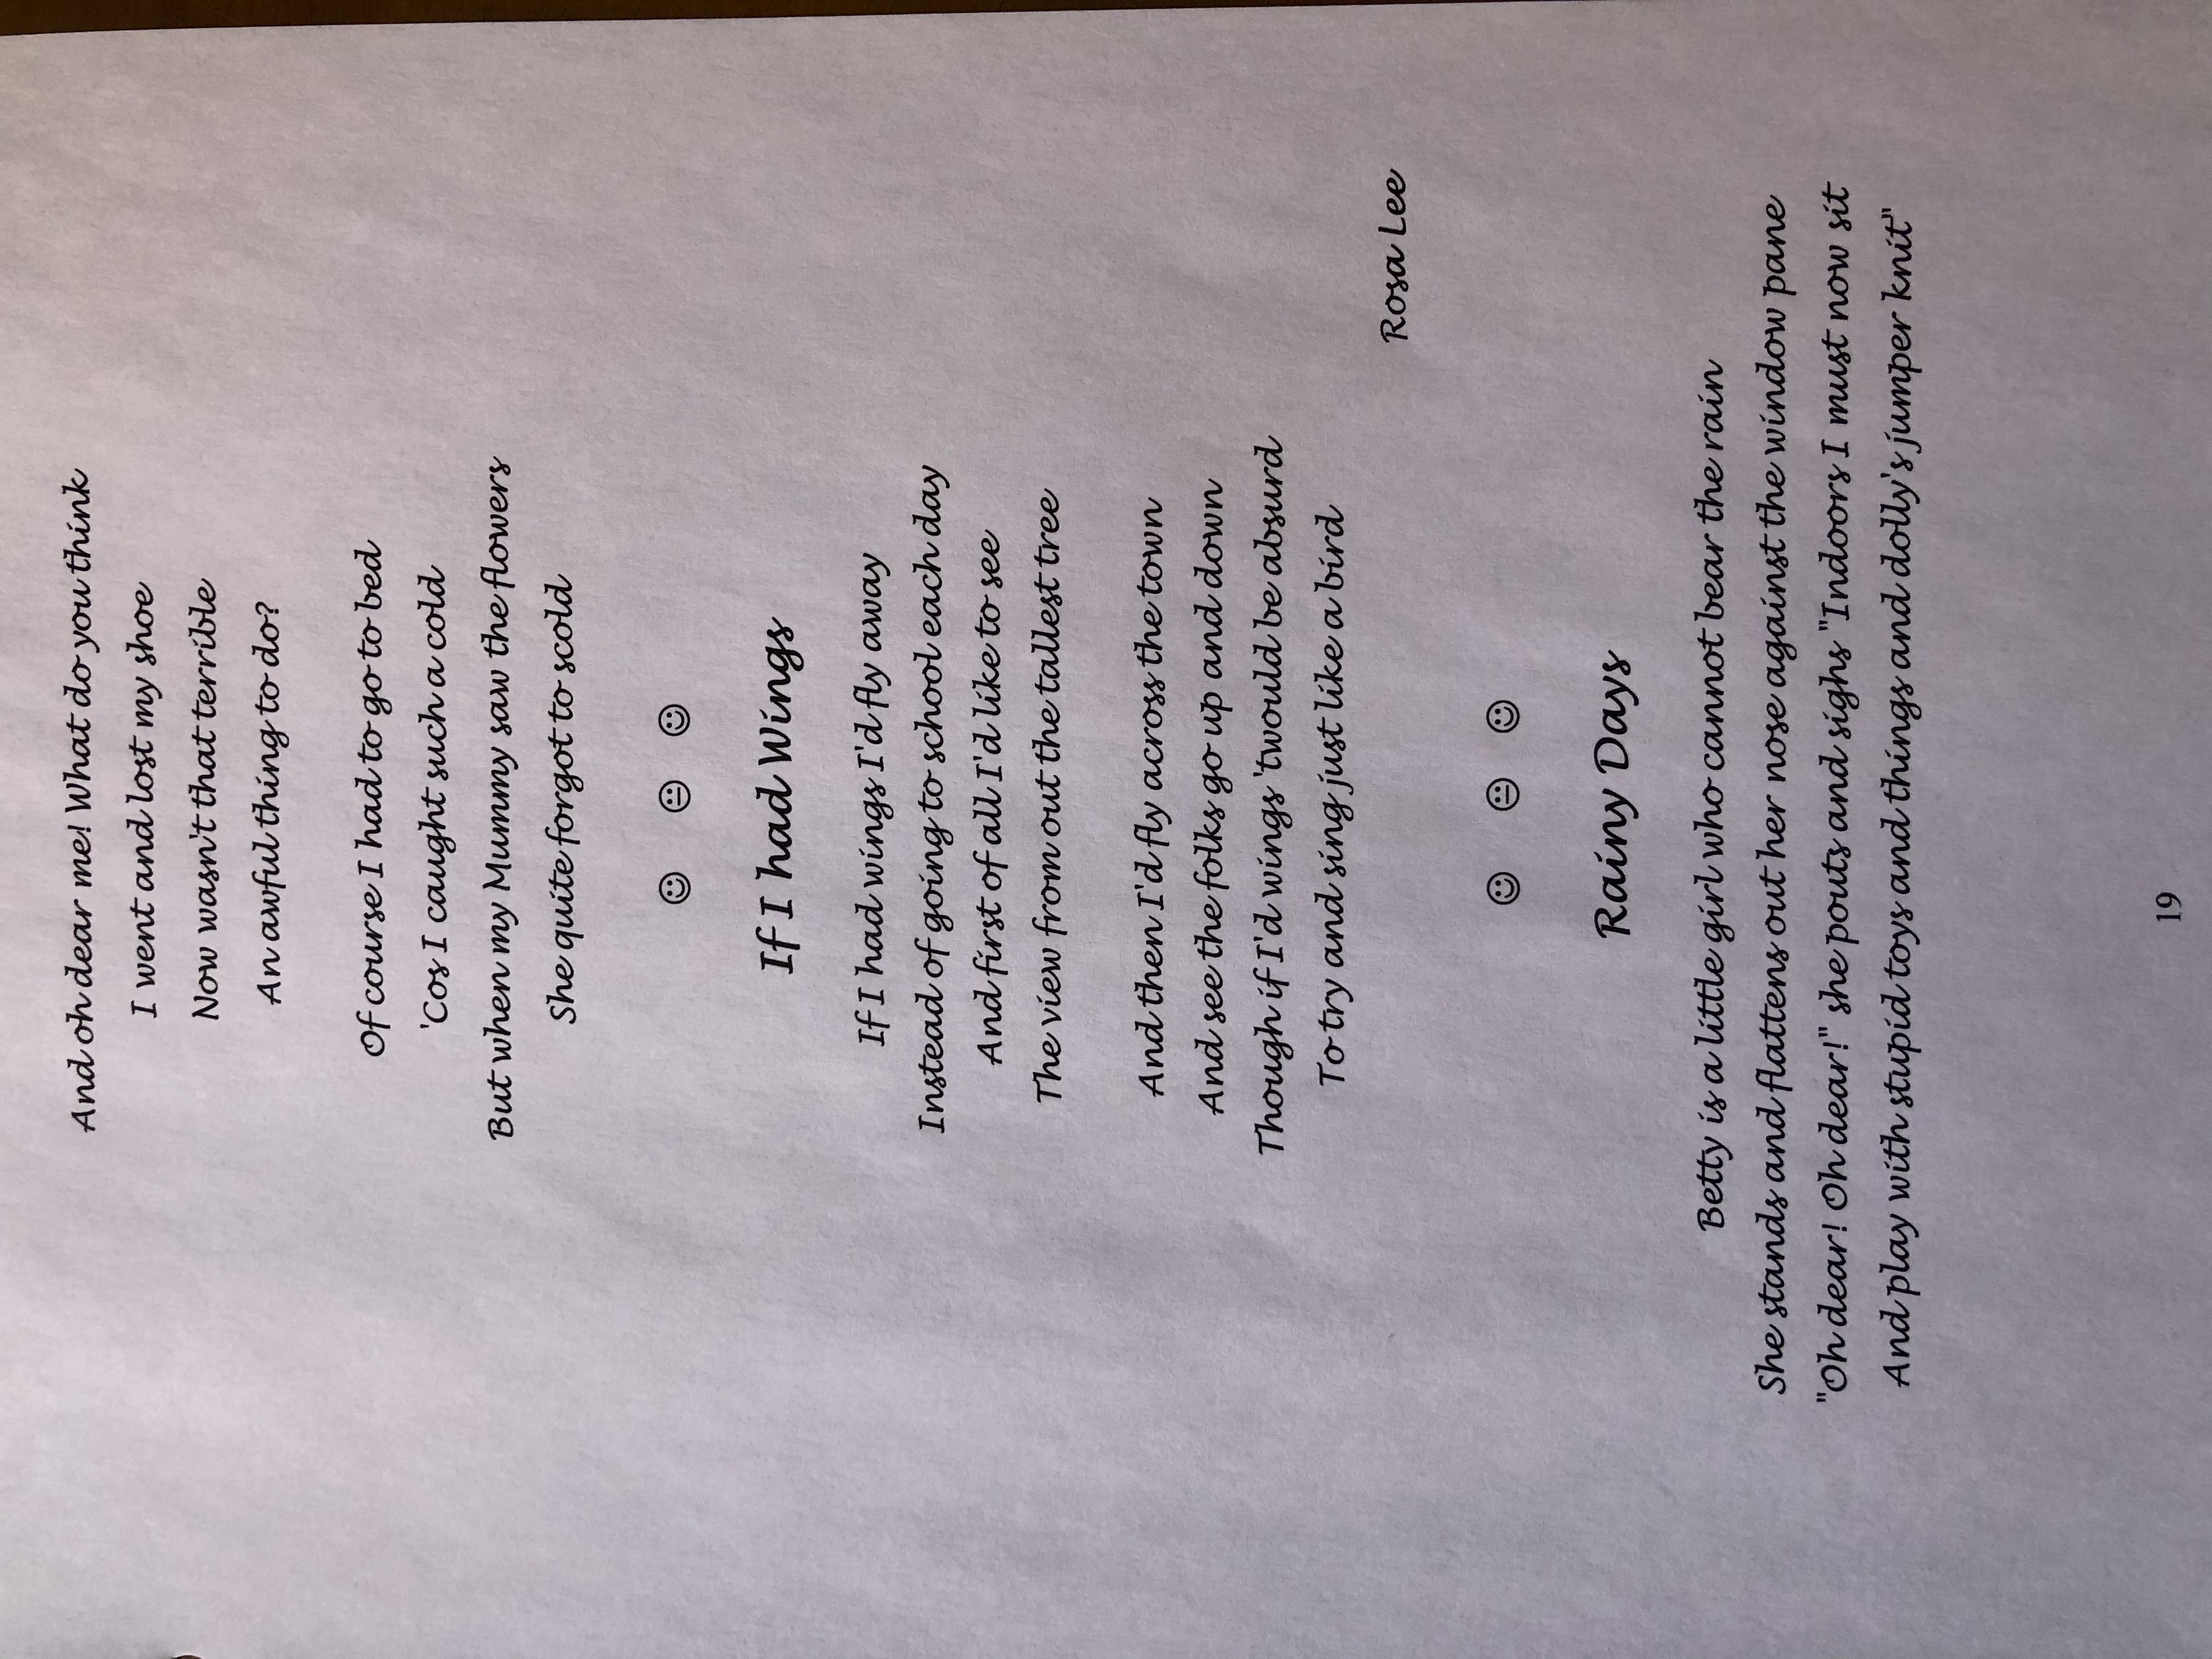 And oh dear me! What do you think
I went and lost my shoe
Now wasn't that terrible
An awful thing to do?
Of course I had to go to bed
'Cos I caught such a cold
But when my Mummy saw the flowers
She quite forgot to scold
☺ 😐 ☺
If I had Wings
If I had wings I'd fly away
Instead of going to school each day
And first of all I'd like to see
The view from out the tallest tree
And then I'd fly across the town
And see the folks go up and down
Though if I'd wings 'twould be absurd
To try and sing just like a bird
Rosa Lee
☺ 😐 ☺
Rainy Days
Betty is a little girl who cannot bear the rain
She stands and flattens out her nose against the window pane
"Oh dear! Oh dear!" she pouts and sighs "Indoors I must now sit
And play with stupid toys and things and dolly's jumper knit"
19